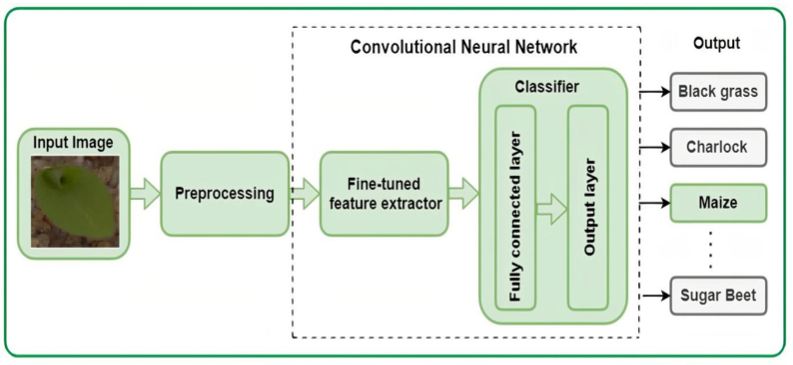 Convolutional Neural Network
Output
Input Image
Preprocessing
Fine-tuned
feature extractor
Classifier
Fully connected layer
Output layer
Black grass
Charlock
Maize
Sugar Beet